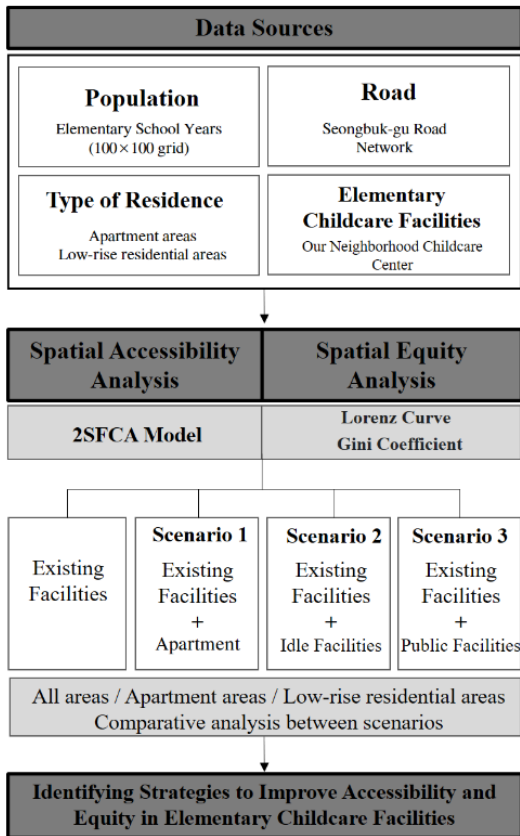 Data Sources
Population
Elementary School Years
(100×100 grid)
Road
Seongbuk-gu Road
Network
Type of Residence
Apartment areas
Low-rise residential areas
Elementary
Childcare Facilities
Our Neighborhood Childcare
Center
Spatial Accessibility
Analysis
Spatial Equity
Analysis
2SFCA Model
Lorenz Curve
Gini Coefficient
Existing
Facilities
Scenario 1
Existing
Facilities
+
Apartment
Scenario 2
Existing
Facilities
+
Idle Facilities
Scenario 3
Existing
Facilities
+
Public Facilities
All areas / Apartment areas / Low-rise residential areas
Comparative analysis between scenarios
Identifying Strategies to Improve Accessibility and
Equity in Elementary Childcare Facilities